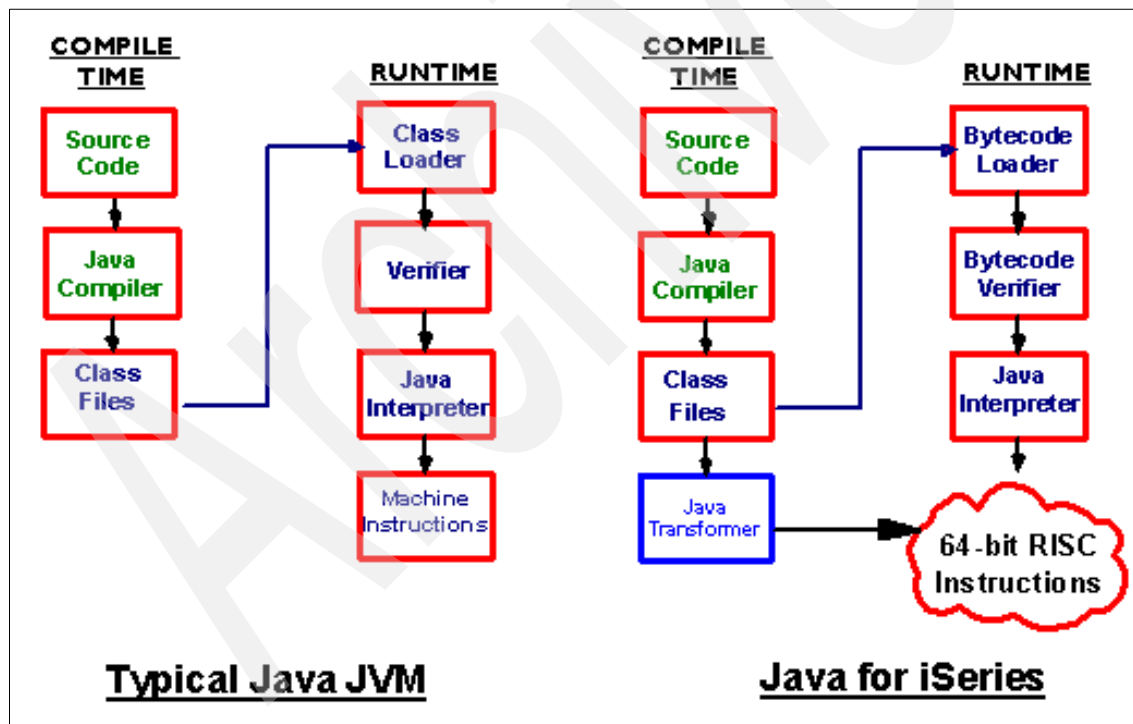 COMPILE
TIME
RUNTIME
Source
Code
Java
Compiler
Class
Files
Class
Loader
Verifier
Java
Interpreter
Machine
Instructions
Typical Java JVM
COMPILE
TIME
RUNTIME
Source
Code
Java
Compiler
Class
Files
Java
Transformer
Bytecode
Loader
Bytecode
Verifier
Java
Interpreter
64-bit RISC
Instructions
Java for iSeries